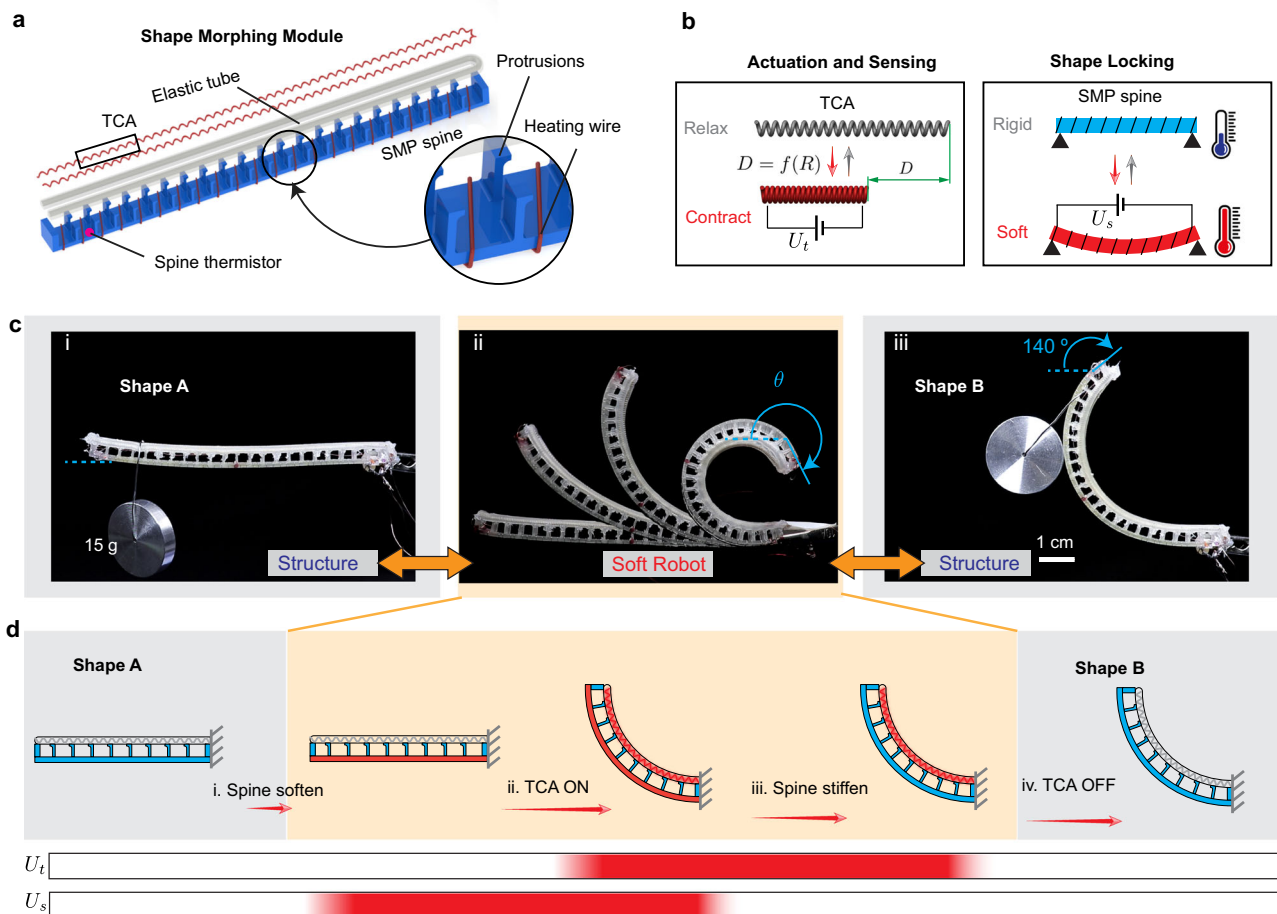 a
Shape Morphing Module
Protrusions
Elastic tube
TCA
Heating wire
SMP spine
Spine thermistor
b
Actuation and Sensing
Shape Locking
TCA
Relax
D = f(R)
D
Contract
U_t
SMP spine
Rigid
U_s
Soft
c
i
Shape A
15 g
Structure
ii
θ
Soft Robot
iii
140 º
Shape B
1 cm
Structure
d
Shape A
Shape B
i. Spine soften
ii. TCA ON
iii. Spine stiffen
iv. TCA OFF
U_t
U_s